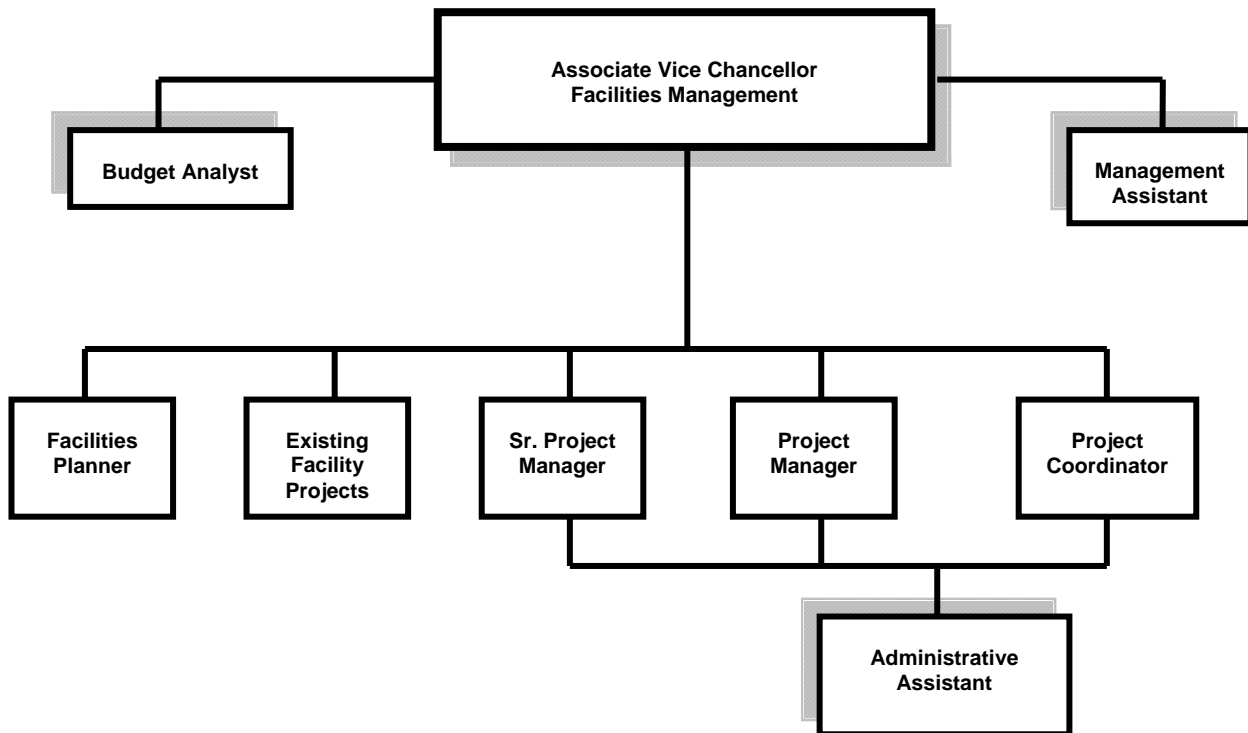 Associate Vice Chancellor
Facilities Management
Budget Analyst
Management
Assistant
Facilities
Planner
Existing
Facility
Projects
Sr. Project
Manager
Project
Manager
Project
Coordinator
Administrative
Assistant